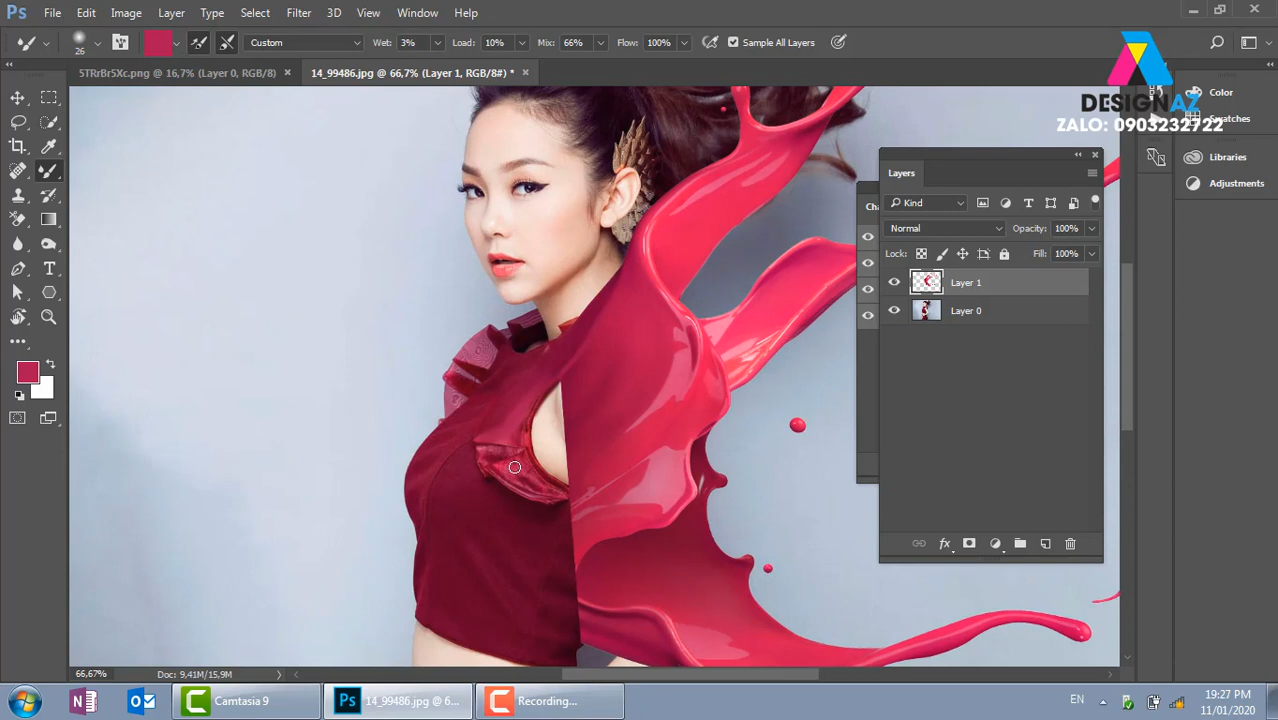 Ps File Edit Image Layer Type Select Filter 3D View Window Help
26 Custom Wet: 3% Load: 10% Mix: 66% Flow: 100% Sample All Layers
5TRrBrSXc.png @ 16,7% (Layer 0, RGB/8) × 14_99486.jpg @ 66,7% (Layer 1, RGB/8#) * ×
DESIGNAZ
ZALO: 0903232722
Color
Swatches
Libraries
Adjustments
Layers
Kind
Normal Opacity: 100%
Lock: Fill: 100%
Layer 1
Layer 0
fx
66,67% Doc: 9,41M/15,9M
Camtasia 9
Ps 14_99486.jpg @ 6...
Recording...
EN
19:27 PM
11/01/2020